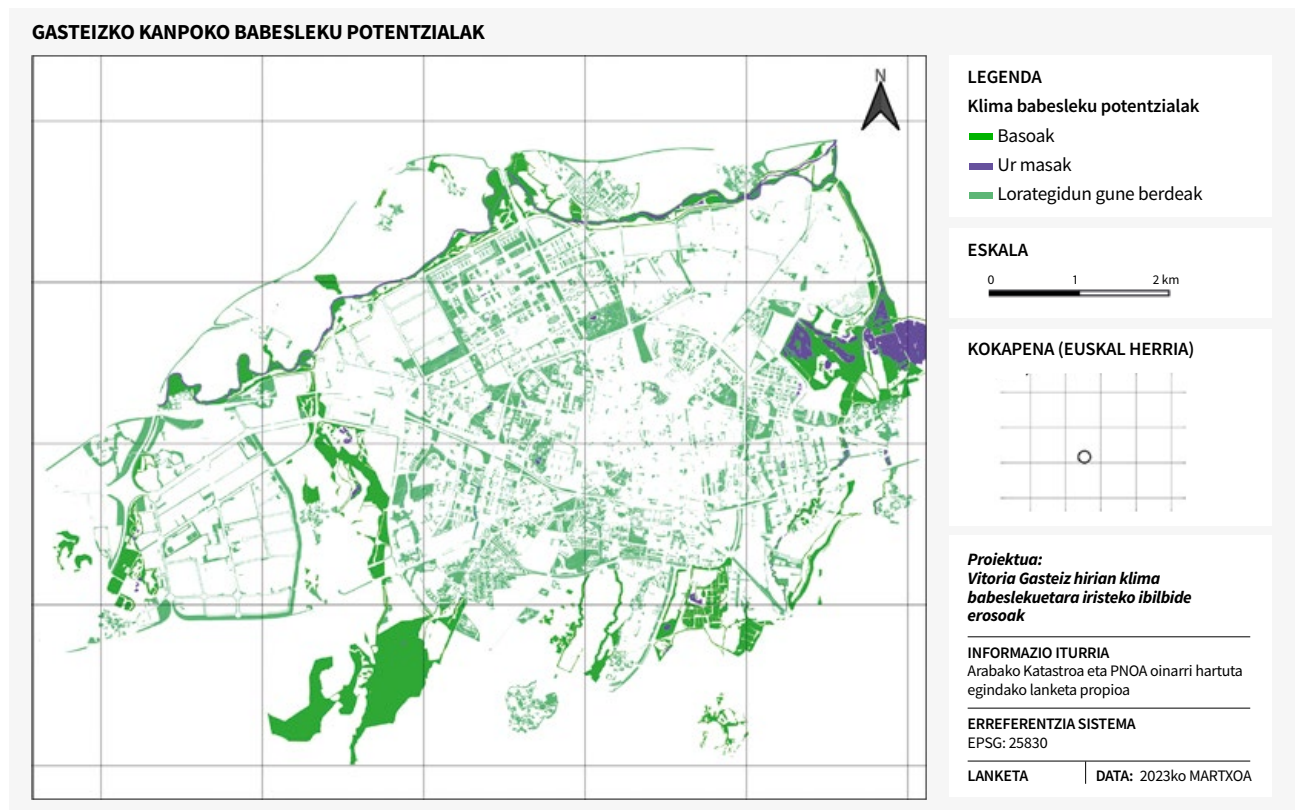 GASTEIZKO KANPOKO BABESLEKU POTENTZIALAK
N
LEGENDA
Klima babesleku potentzialak
Basoak
Ur masak
Lorategidun gune berdeak
ESKALA
0 1 2 km
KOKAPENA (EUSKAL HERRIA)
Proiektua:
Vitoria Gasteiz hirian klima
babeslekuetara iristeko ibilbide
erosoak
INFORMAZIO ITURRIA
Arabako Katastroa eta PNOA oinarri hartuta
egindako lanketa propioa
ERREFERENTZIA SISTEMA
EPSG: 25830
LANKETA DATA: 2023ko MARTXOA